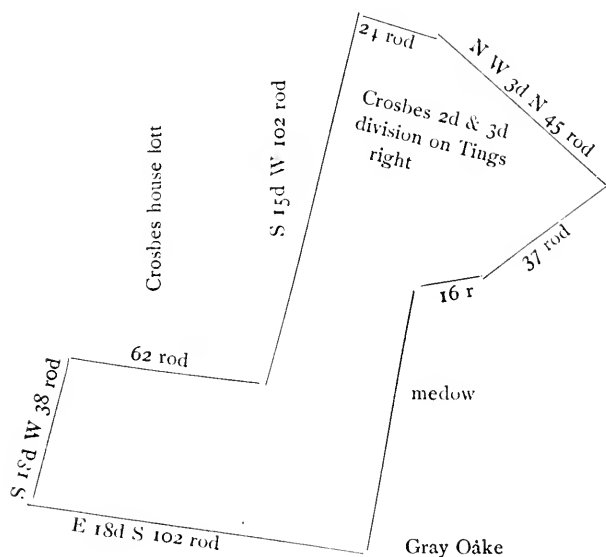 24 rod
N W 3d N 45 rod
Crosbes 2d & 3d
division on Tings
right
S 15d W 102 rod
Crosbes house lott
37 rod
16 r
62 rod
medow
S 18d W 38 rod
E 18d S 102 rod
Gray Oake